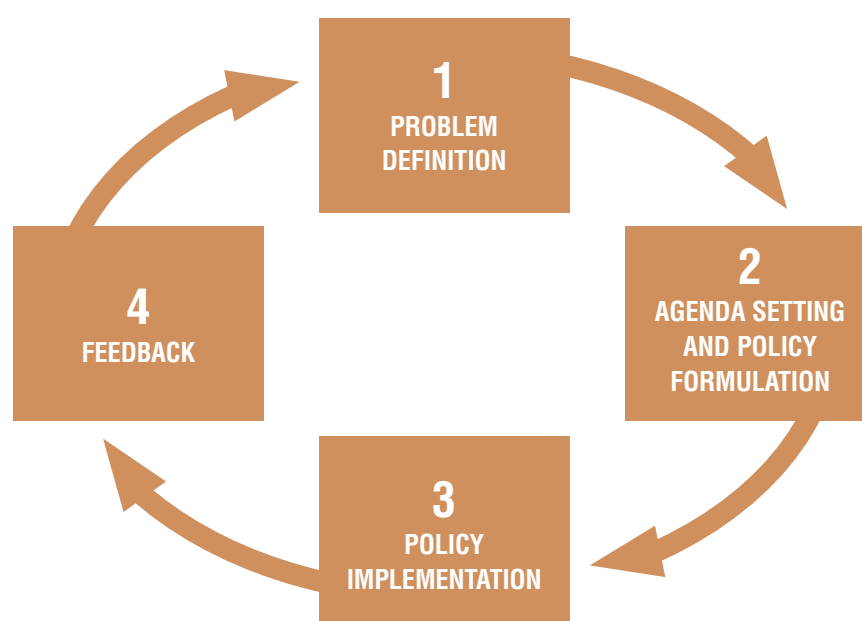 1
PROBLEM
DEFINITION
2
AGENDA SETTING
AND POLICY
FORMULATION
3
POLICY
IMPLEMENTATION
4
FEEDBACK